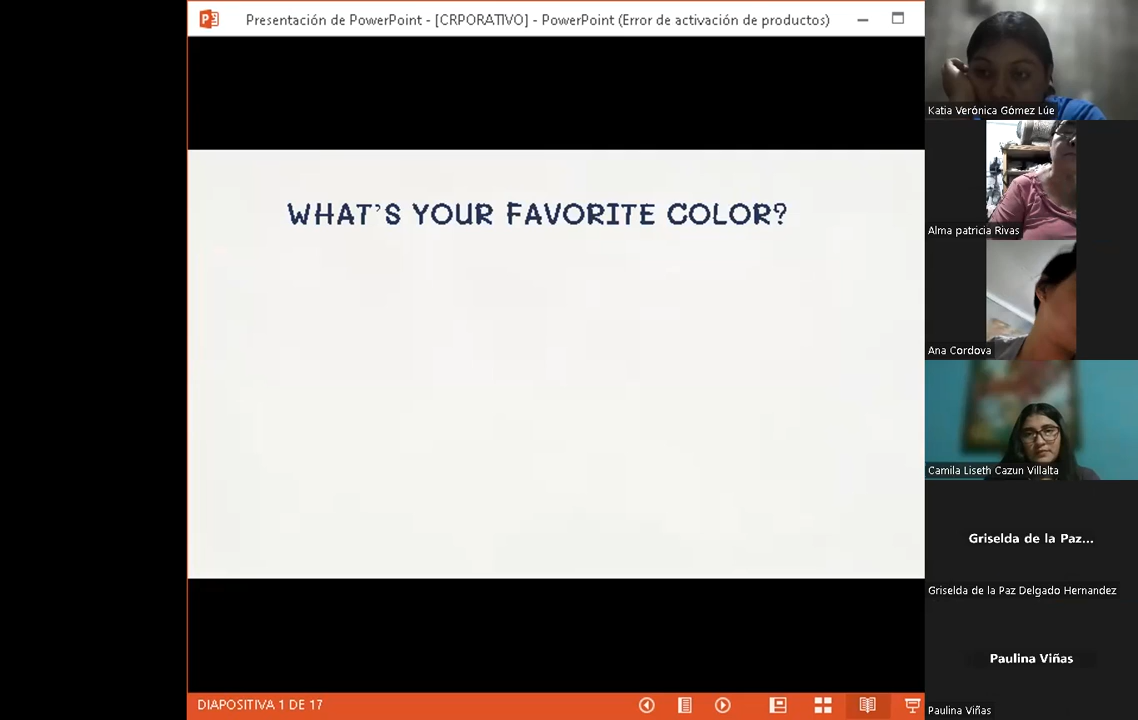 Presentación de PowerPoint - [CRPORATIVO] - PowerPoint (Error de activación de productos)
WHAT'S YOUR FAVORITE COLOR?
DIAPOSITIVA 1 DE 17
Katia Verónica Gómez Lúe
Alma patricia Rivas
Ana Cordova
Camila Liseth Cazun Villalta
Griselda de la Paz...
Griselda de la Paz Delgado Hernandez
Paulina Viñas
Paulina Viñas